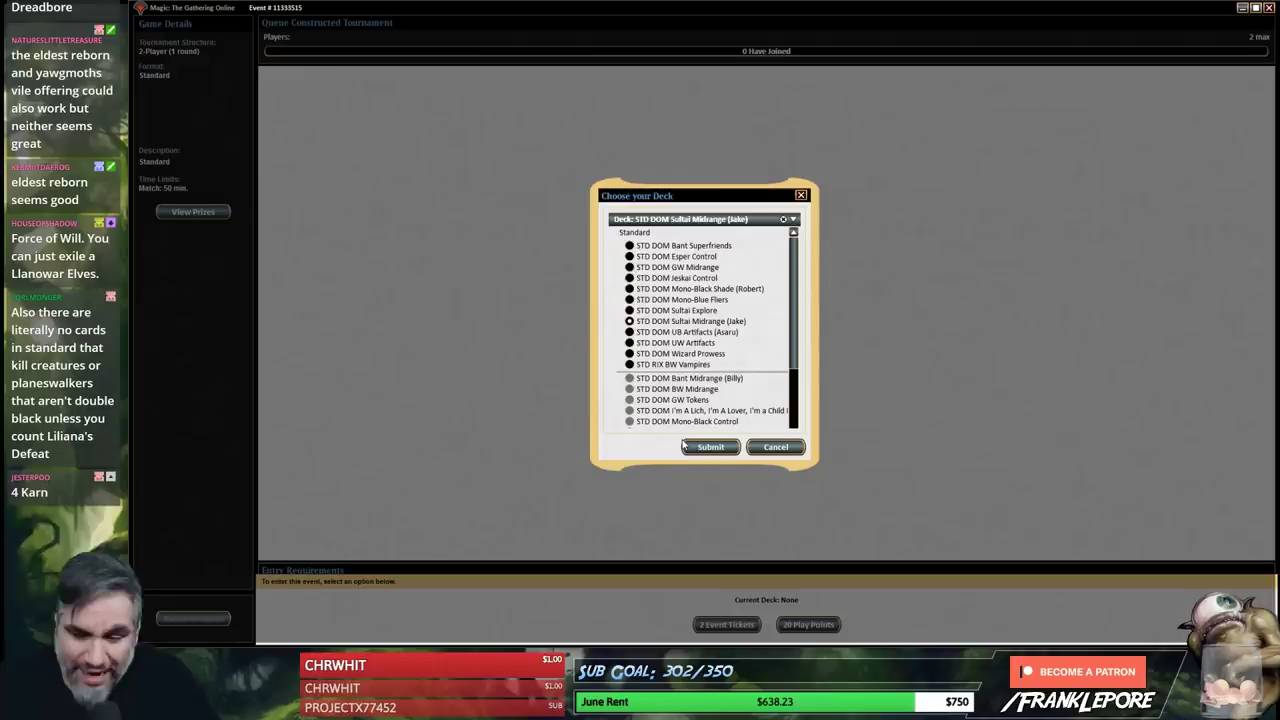 Dreadbore
NATURESLITTLETREASURE
the eldest reborn
and yawgmoths
vile offering could
also work but
neither seems
great
KERMITDAFROG
eldest reborn
seems good
HOUSEOFSHADOW
Force of Will. You
can just exile a
Llanowar Elves.
Also there are
literally no cards
in standard that
kill creatures or
planeswalkers
that aren't double
black unless you
count Liliana's
Defeat
JESTERPOO
4 Karn
Magic: The Gathering Online
Event # 11333515
Game Details
Tournament Structure:
2-Player (1 round)
Format:
Standard
Description:
Standard
Time Limits:
Match: 50 min.
View Prizes
Queue Constructed Tournament
Players:
2 max
0 Have Joined
Choose your Deck
Deck: STD DOM Sultai Midrange (Jake)
Standard
STD DOM Bant Superfriends
STD DOM Esper Control
STD DOM GW Midrange
STD DOM Jeskai Control
STD DOM Mono-Black Shade (Robert)
STD DOM Mono-Blue Fliers
STD DOM Sultai Explore
STD DOM Sultai Midrange (Jake)
STD DOM UB Artifacts (Asaru)
STD DOM UW Artifacts
STD DOM Wizard Prowess
STD RIX BW Vampires
STD DOM Bant Midrange (Billy)
STD DOM BW Midrange
STD DOM GW Tokens
STD DOM I'm A Lich, I'm A Lover, I'm a Child I
STD DOM Mono-Black Control
Submit
Cancel
Entry Requirements
To enter this event, select an option below.
Current Deck: None
2 Event Tickets
20 Play Points
CHRWHIT $1.00
CHRWHIT $1.00
PROJECTX77452 SUB
SUB GOAL: 302/350
June Rent $638.23 $750
BECOME A PATRON
/FRANKLEPORE